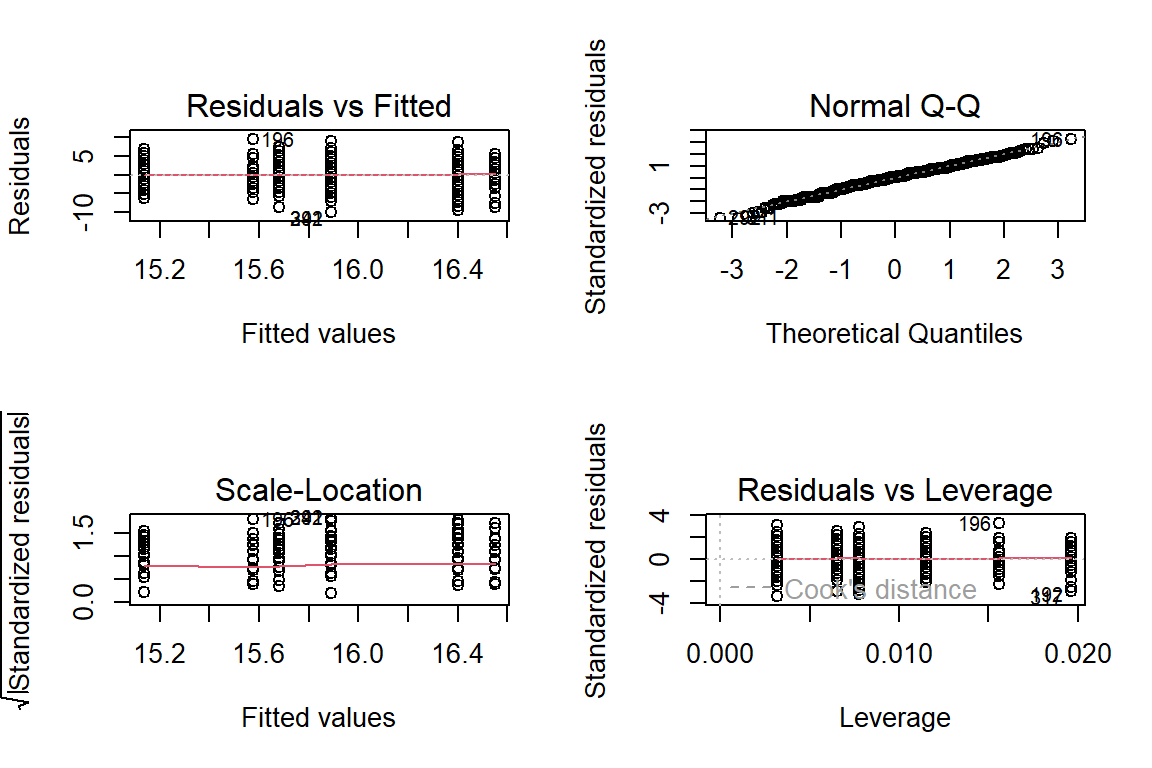 Residuals vs Fitted
Residuals
5
-10
196
15.2 15.6 16.0 16.4
Fitted values
Normal Q-Q
Standardized residuals
1
-3
196
-3 -2 -1 0 1 2 3
Theoretical Quantiles
Scale-Location
√|Standardized residuals|
1.5
0.0
196
15.2 15.6 16.0 16.4
Fitted values
Residuals vs Leverage
Standardized residuals
4
0
-4
196
Cook's distance
192
0.000 0.010 0.020
Leverage